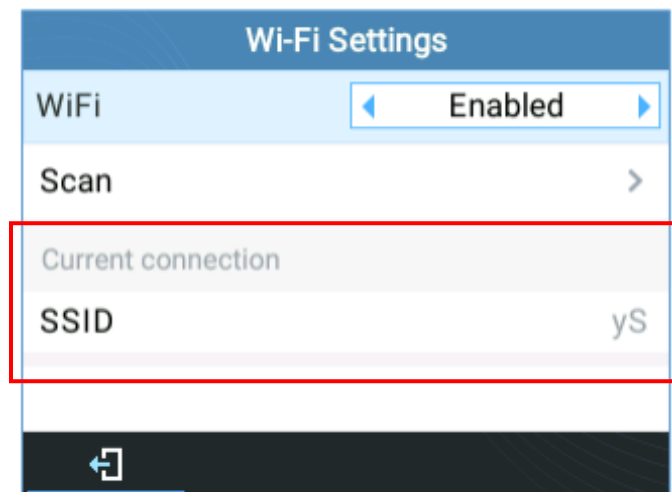 Wi-Fi Settings
WiFi Enabled
Scan
Current connection
SSID yS